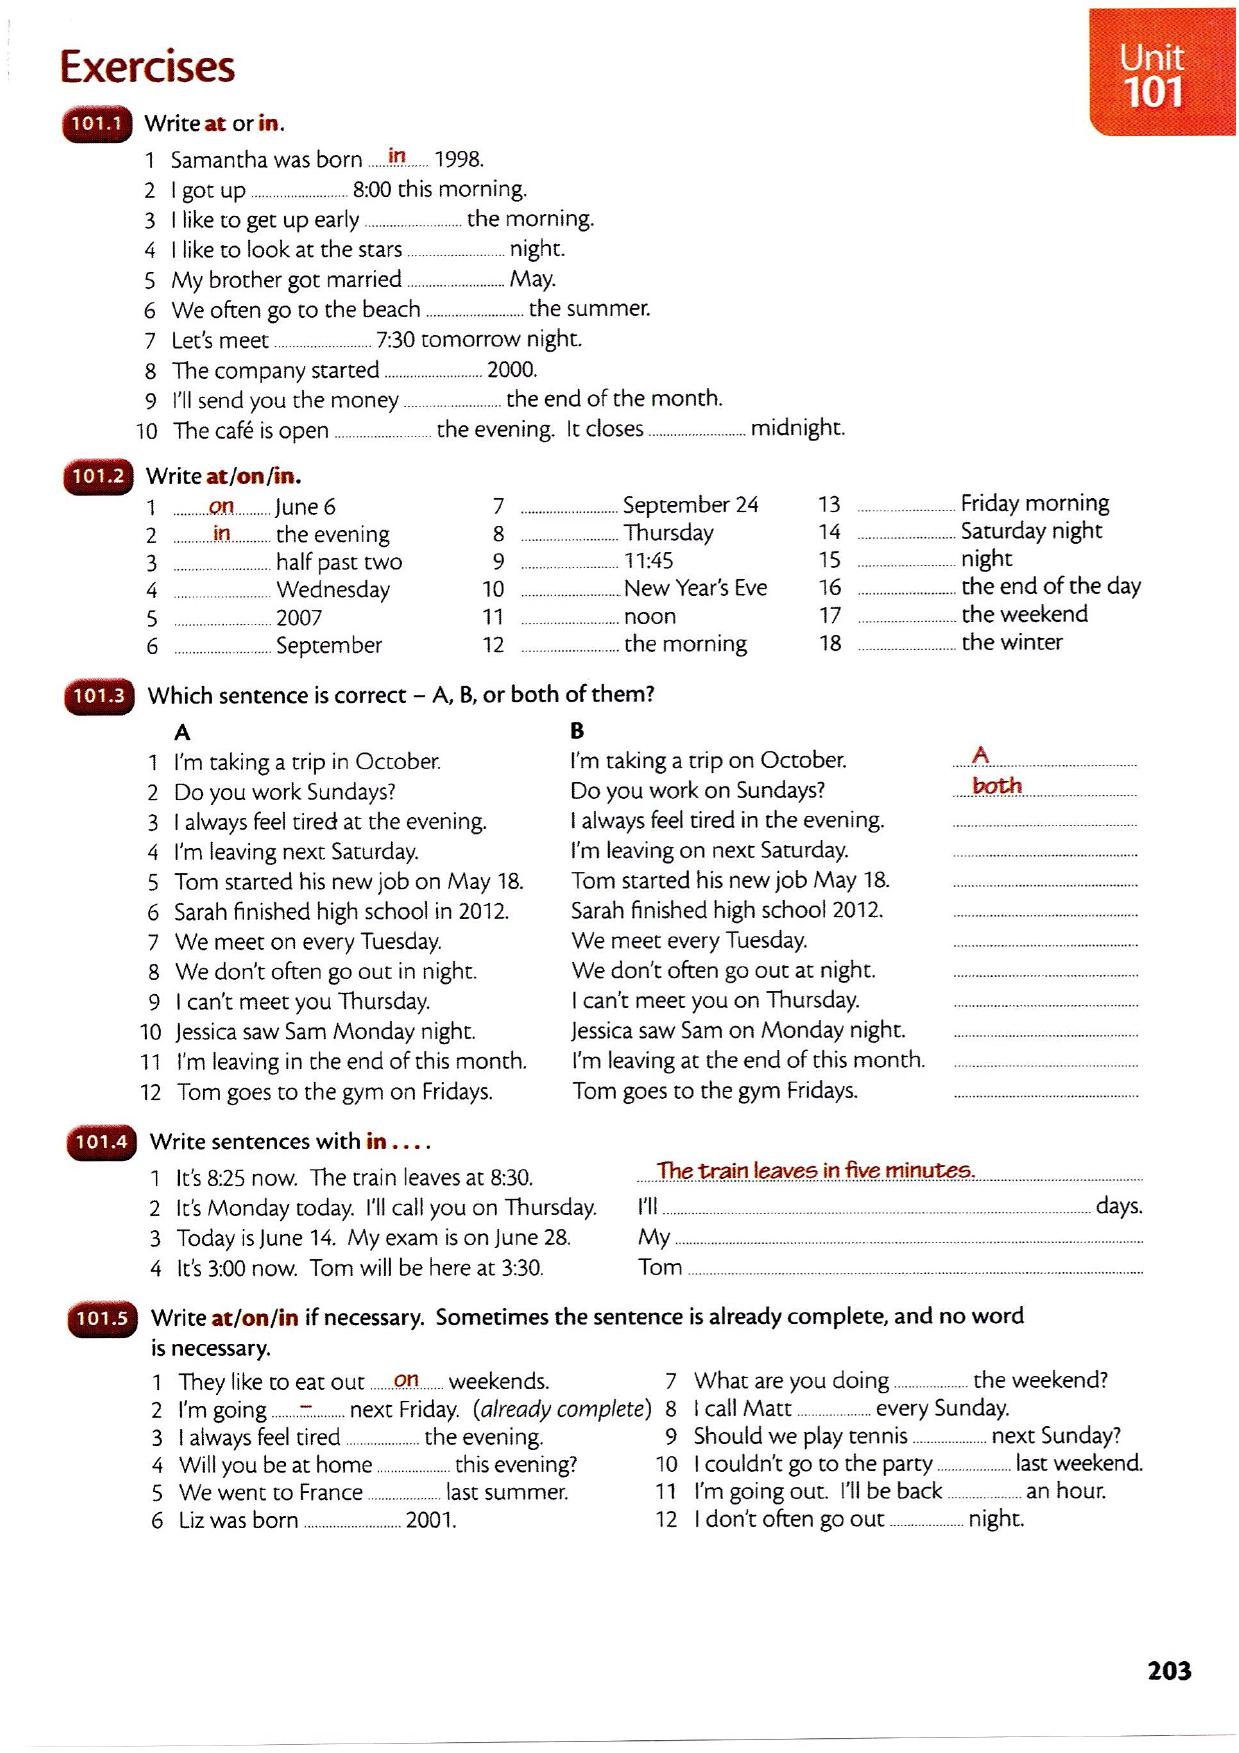 Exercises
Unit
101
101.1 Write at or in.
1 Samantha was born in 1998.
2 I got up 8:00 this morning.
3 I like to get up early the morning.
4 I like to look at the stars night.
5 My brother got married May.
6 We often go to the beach the summer.
7 Let's meet 7:30 tomorrow night.
8 The company started 2000.
9 I'll send you the money the end of the month.
10 The café is open the evening. It closes midnight.
101.2 Write at/on/in.
1 on June 6
2 in the evening
3 half past two
4 Wednesday
5 2007
6 September
7 September 24
8 Thursday
9 11:45
10 New Year's Eve
11 noon
12 the morning
13 Friday morning
14 Saturday night
15 night
16 the end of the day
17 the weekend
18 the winter
101.3 Which sentence is correct – A, B, or both of them?
A B
1 I'm taking a trip in October. I'm taking a trip on October. A
2 Do you work Sundays? Do you work on Sundays? both
3 I always feel tired at the evening. I always feel tired in the evening.
4 I'm leaving next Saturday. I'm leaving on next Saturday.
5 Tom started his new job on May 18. Tom started his new job May 18.
6 Sarah finished high school in 2012. Sarah finished high school 2012.
7 We meet on every Tuesday. We meet every Tuesday.
8 We don't often go out in night. We don't often go out at night.
9 I can't meet you Thursday. I can't meet you on Thursday.
10 Jessica saw Sam Monday night. Jessica saw Sam on Monday night.
11 I'm leaving in the end of this month. I'm leaving at the end of this month.
12 Tom goes to the gym on Fridays. Tom goes to the gym Fridays.
101.4 Write sentences with in . . . .
1 It's 8:25 now. The train leaves at 8:30. The train leaves in five minutes.
2 It's Monday today. I'll call you on Thursday. I'll days.
3 Today is June 14. My exam is on June 28. My
4 It's 3:00 now. Tom will be here at 3:30. Tom
101.5 Write at/on/in if necessary. Sometimes the sentence is already complete, and no word
is necessary.
1 They like to eat out on weekends.
2 I'm going – next Friday. (already complete)
3 I always feel tired the evening.
4 Will you be at home this evening?
5 We went to France last summer.
6 Liz was born 2001.
7 What are you doing the weekend?
8 I call Matt every Sunday.
9 Should we play tennis next Sunday?
10 I couldn't go to the party last weekend.
11 I'm going out. I'll be back an hour.
12 I don't often go out night.
203